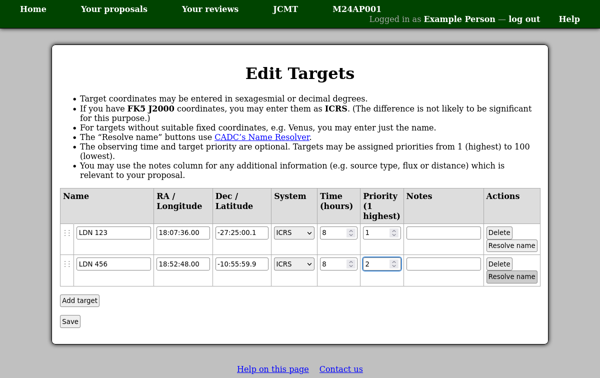 Home Your proposals Your reviews JCMT M24AP001
Logged in as Example Person — log out Help
Edit Targets
• Target coordinates may be entered in sexagesmial or decimal degrees.
• If you have FK5 J2000 coordinates, you may enter them as ICRS. (The difference is not likely to be significant
for this purpose.)
• For targets without suitable fixed coordinates, e.g. Venus, you may enter just the name.
• The “Resolve name” buttons use CADC’s Name Resolver.
• The observing time and target priority are optional. Targets may be assigned priorities from 1 (highest) to 100
(lowest).
• You may use the notes column for any additional information (e.g. source type, flux or distance) which is
relevant to your proposal.
Name RA / Longitude Dec / Latitude System Time (hours) Priority (1 highest) Notes Actions
LDN 123 18:07:36.00 -27:25:00.1 ICRS 8 1 Delete
Resolve name
LDN 456 18:52:48.00 -10:55:59.9 ICRS 8 2 Delete
Resolve name
Add target
Save
Help on this page Contact us